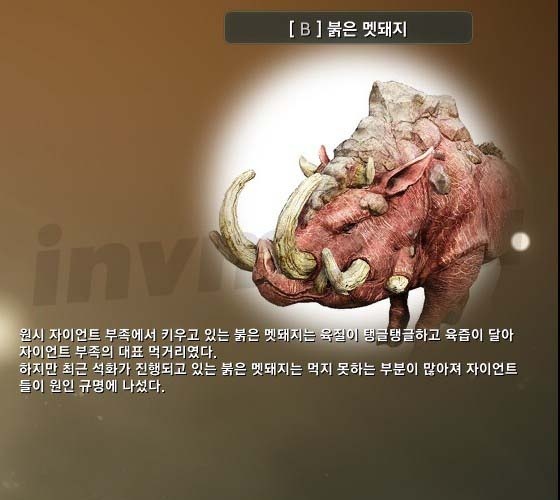 [ B ] 붉은 멧돼지
원시 자이언트 부족에서 키우고 있는 붉은 멧돼지는 육질이 탱글탱글하고 육즙이 달아
자이언트 부족의 대표 먹거리였다.
하지만 최근 석화가 진행되고 있는 붉은 멧돼지는 먹지 못하는 부분이 많아져 자이언트
들이 원인 규명에 나섰다.